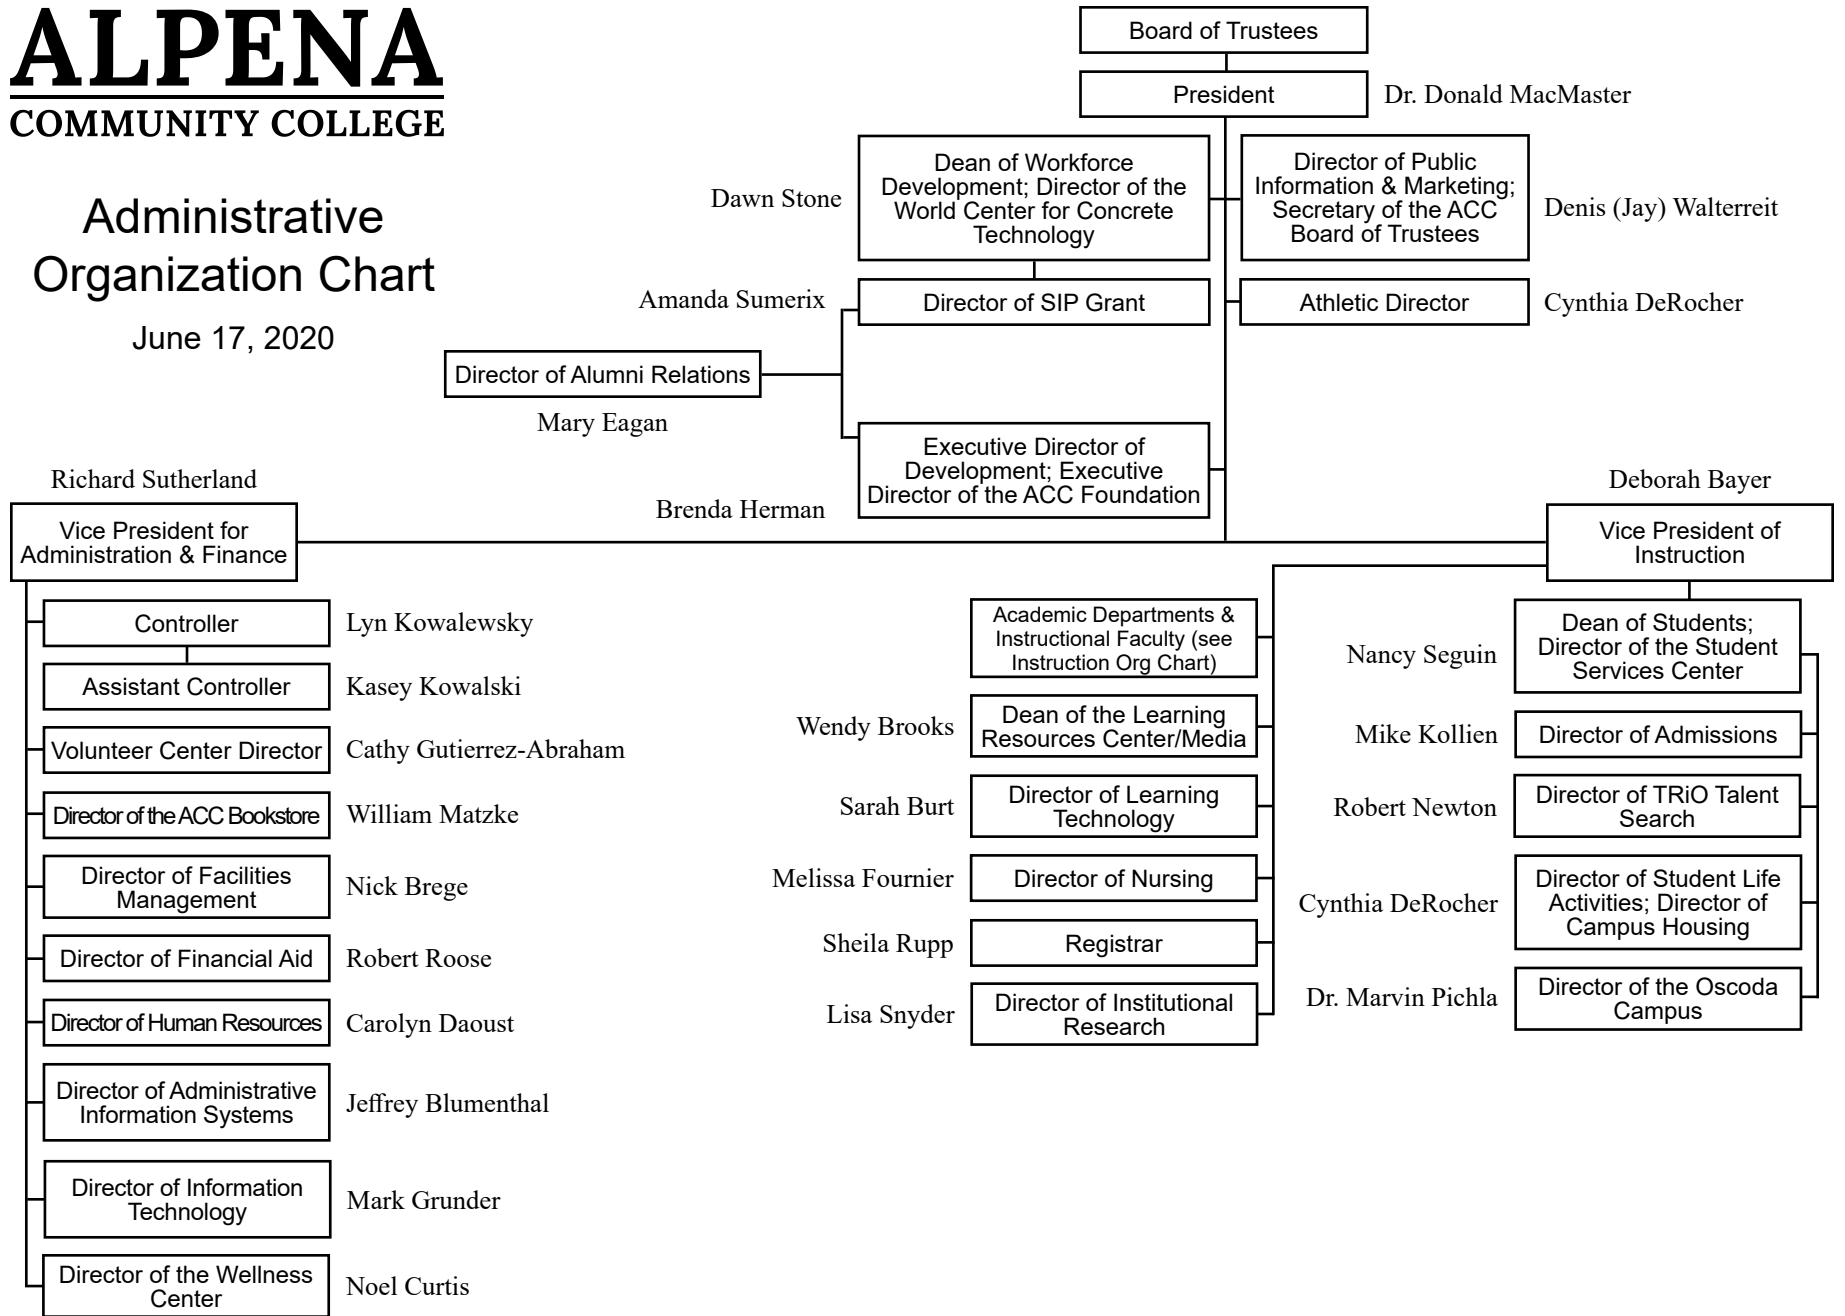 ALPENA
COMMUNITY COLLEGE
Administrative
Organization Chart
June 17, 2020
Board of Trustees
President
Dr. Donald MacMaster
Dawn Stone
Dean of Workforce
Development; Director of the
World Center for Concrete
Technology
Director of Public
Information & Marketing;
Secretary of the ACC
Board of Trustees
Denis (Jay) Walterreit
Amanda Sumerix
Director of SIP Grant
Athletic Director
Cynthia DeRocher
Director of Alumni Relations
Mary Eagan
Executive Director of
Development; Executive
Director of the ACC Foundation
Brenda Herman
Richard Sutherland
Vice President for
Administration & Finance
Deborah Bayer
Vice President of
Instruction
Controller
Lyn Kowalewsky
Assistant Controller
Kasey Kowalski
Volunteer Center Director
Cathy Gutierrez-Abraham
Director of the ACC Bookstore
William Matzke
Director of Facilities
Management
Nick Brege
Director of Financial Aid
Robert Roose
Director of Human Resources
Carolyn Daoust
Director of Administrative
Information Systems
Jeffrey Blumenthal
Director of Information
Technology
Mark Grunder
Director of the Wellness
Center
Noel Curtis
Academic Departments &
Instructional Faculty (see
Instruction Org Chart)
Wendy Brooks
Dean of the Learning
Resources Center/Media
Sarah Burt
Director of Learning
Technology
Melissa Fournier
Director of Nursing
Sheila Rupp
Registrar
Lisa Snyder
Director of Institutional
Research
Nancy Seguin
Dean of Students;
Director of the Student
Services Center
Mike Kollien
Director of Admissions
Robert Newton
Director of TRiO Talent
Search
Cynthia DeRocher
Director of Student Life
Activities; Director of
Campus Housing
Dr. Marvin Pichla
Director of the Oscoda
Campus